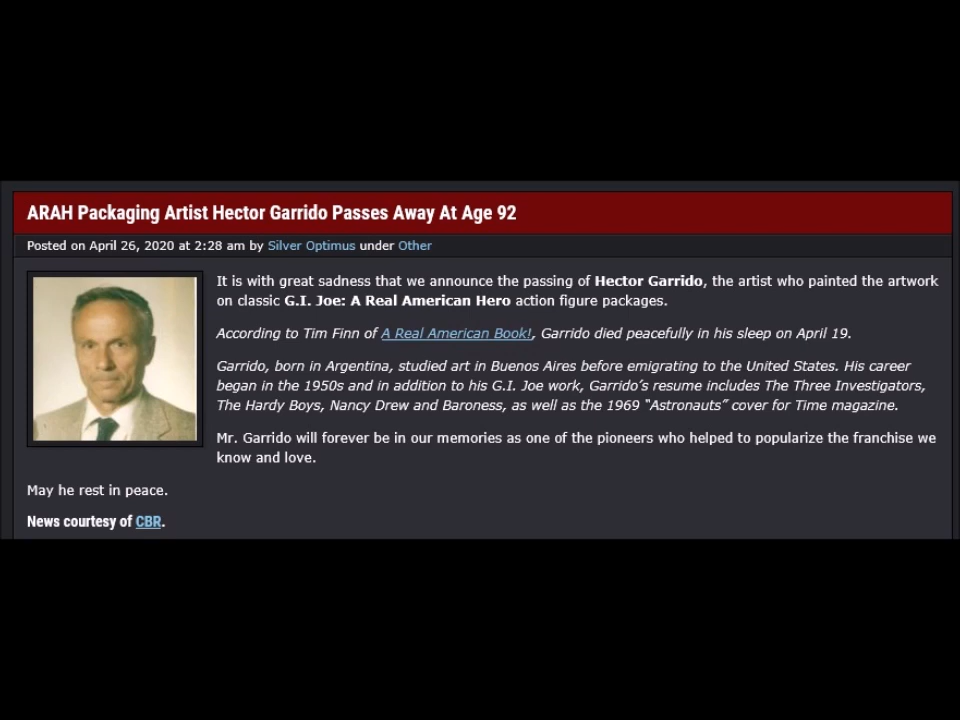 ARAH Packaging Artist Hector Garrido Passes Away At Age 92
Posted on April 26, 2020 at 2:28 am by Silver Optimus under Other
It is with great sadness that we announce the passing of Hector Garrido, the artist who painted the artwork
on classic G.I. Joe: A Real American Hero action figure packages.
According to Tim Finn of A Real American Book!, Garrido died peacefully in his sleep on April 19.
Garrido, born in Argentina, studied art in Buenos Aires before emigrating to the United States. His career
began in the 1950s and in addition to his G.I. Joe work, Garrido’s resume includes The Three Investigators,
The Hardy Boys, Nancy Drew and Baroness, as well as the 1969 “Astronauts” cover for Time magazine.
Mr. Garrido will forever be in our memories as one of the pioneers who helped to popularize the franchise we
know and love.
May he rest in peace.
News courtesy of CBR.